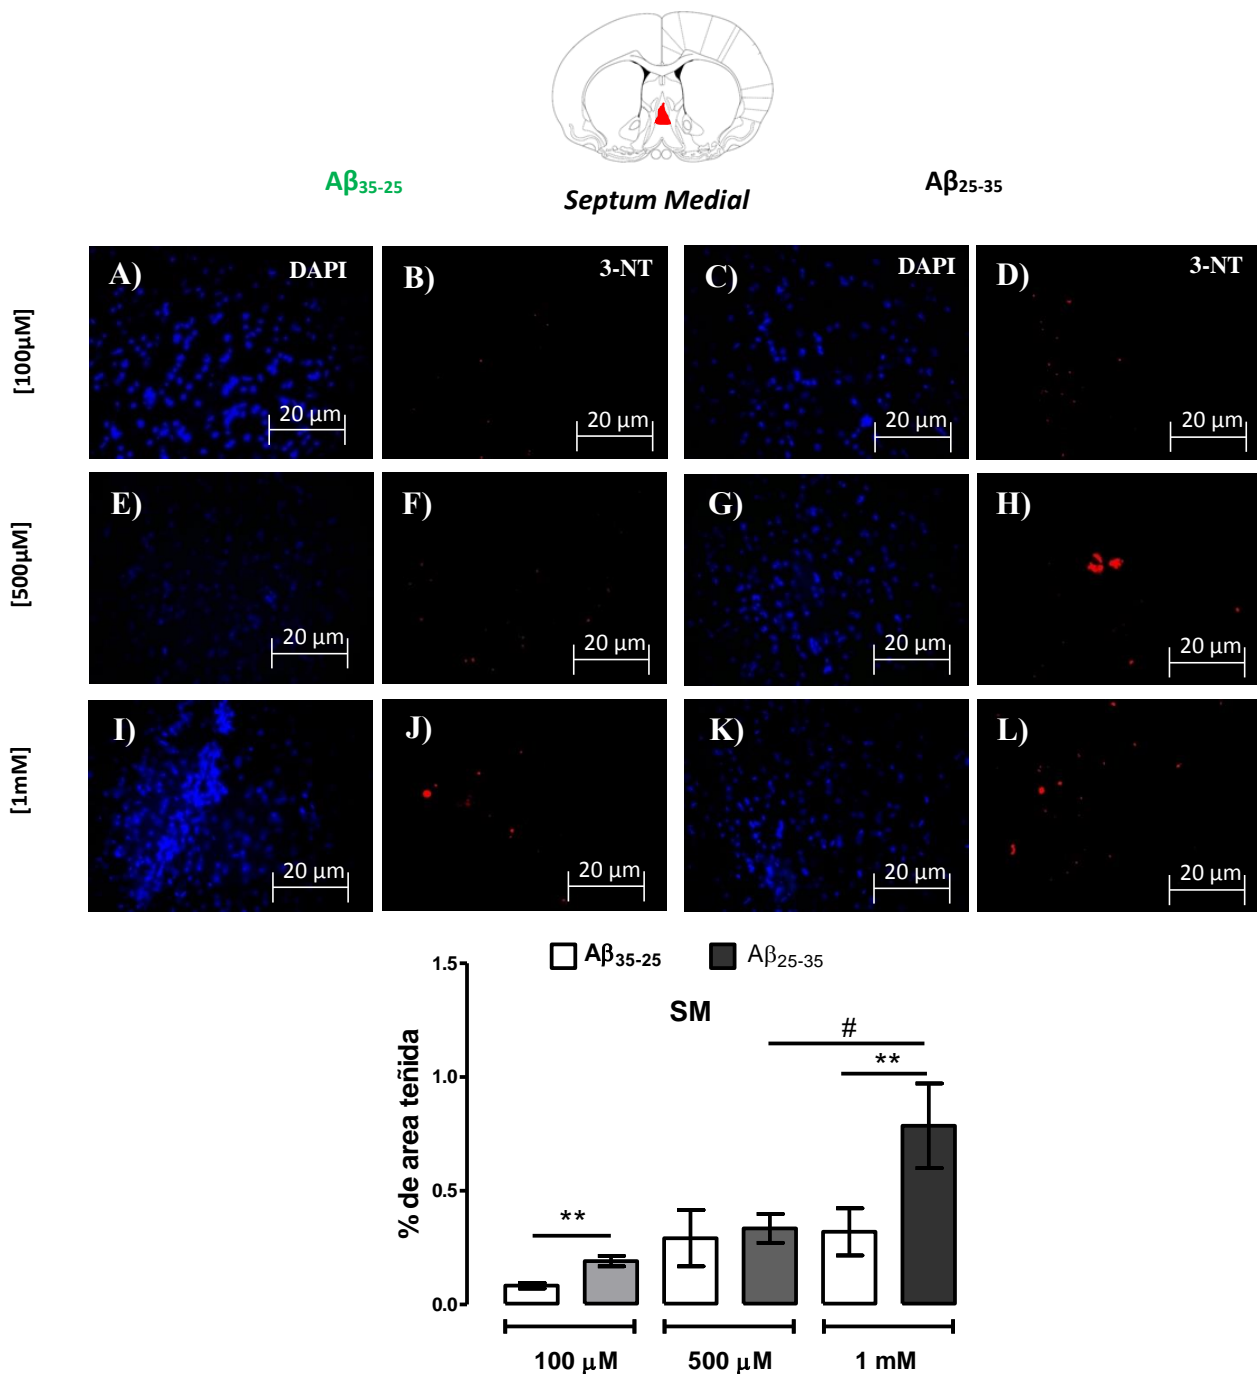 Aβ35-25
Septum Medial
Aβ25-35
[100µM]
A) DAPI
20 µm
B) 3-NT
20 µm
C) DAPI
20 µm
D) 3-NT
20 µm
[500µM]
E)
20 µm
F)
20 µm
G)
20 µm
H)
20 µm
[1mM]
I)
20 µm
J)
20 µm
K)
20 µm
L)
20 µm
Aβ35-25
Aβ25-35
SM
% de area teñida
1.5
1.0
0.5
0.0
**
#
**
100 µM
500 µM
1 mM